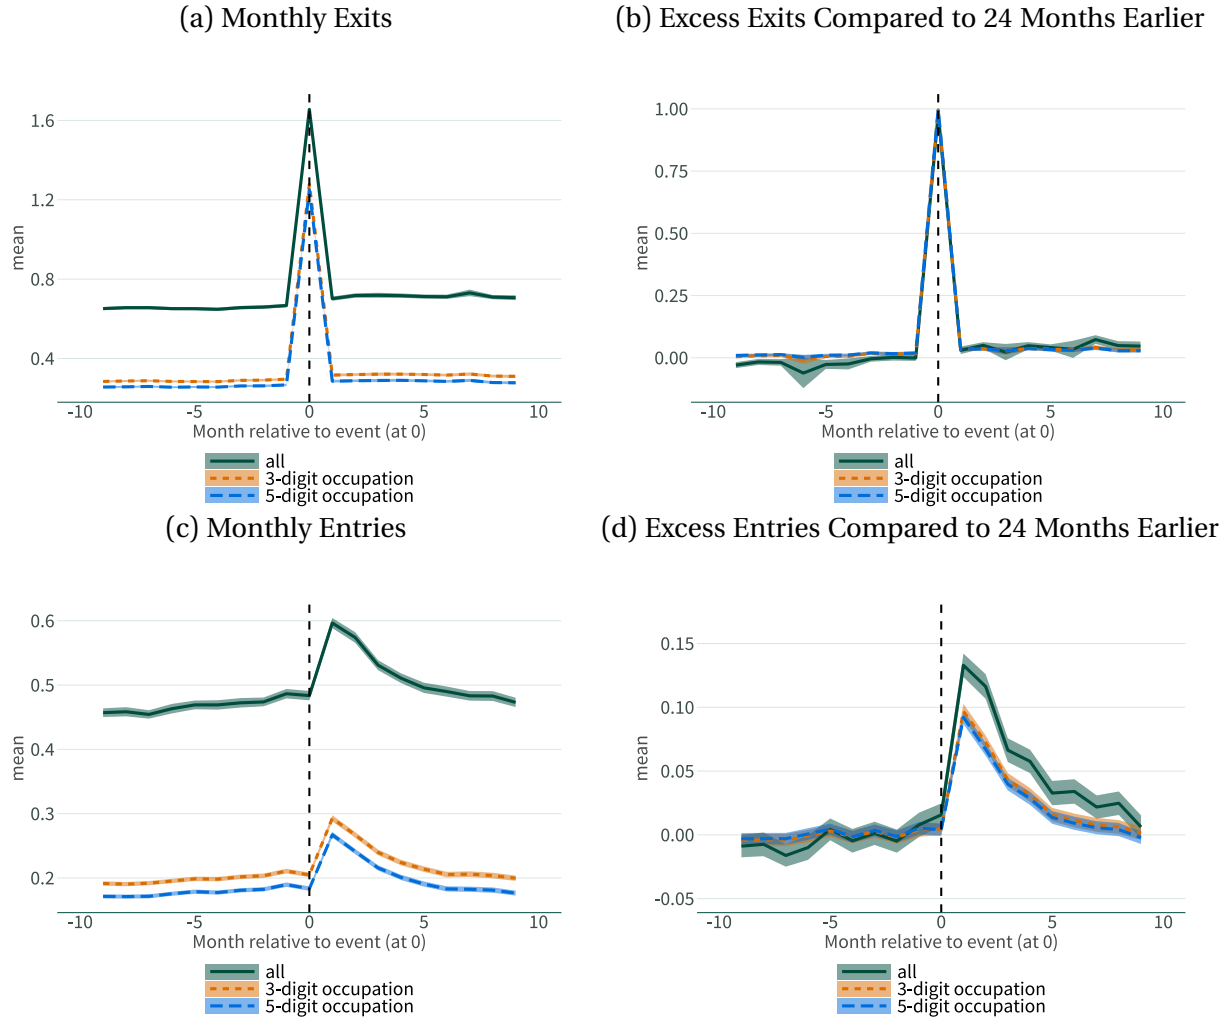 (a) Monthly Exits
1.6
1.2
0.8
0.4
mean
-10 -5 0 5 10
Month relative to event (at 0)
all
3-digit occupation
5-digit occupation
(b) Excess Exits Compared to 24 Months Earlier
1.00
0.75
0.50
0.25
0.00
mean
-10 -5 0 5 10
Month relative to event (at 0)
all
3-digit occupation
5-digit occupation
(c) Monthly Entries
0.6
0.5
0.4
0.3
0.2
mean
-10 -5 0 5 10
Month relative to event (at 0)
all
3-digit occupation
5-digit occupation
(d) Excess Entries Compared to 24 Months Earlier
0.15
0.10
0.05
0.00
-0.05
mean
-10 -5 0 5 10
Month relative to event (at 0)
all
3-digit occupation
5-digit occupation